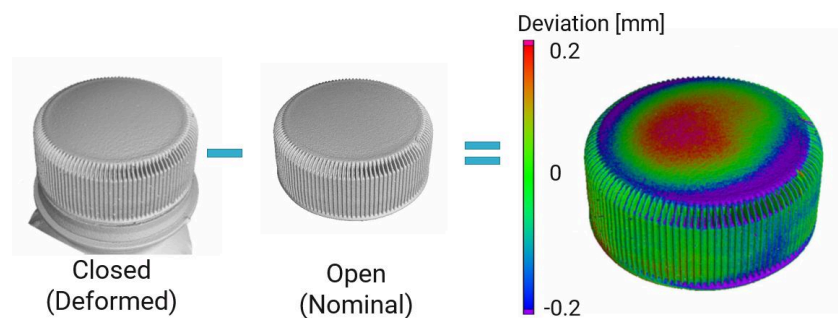 Deviation [mm]
0.2
0
-0.2
Closed
(Deformed)
Open
(Nominal)